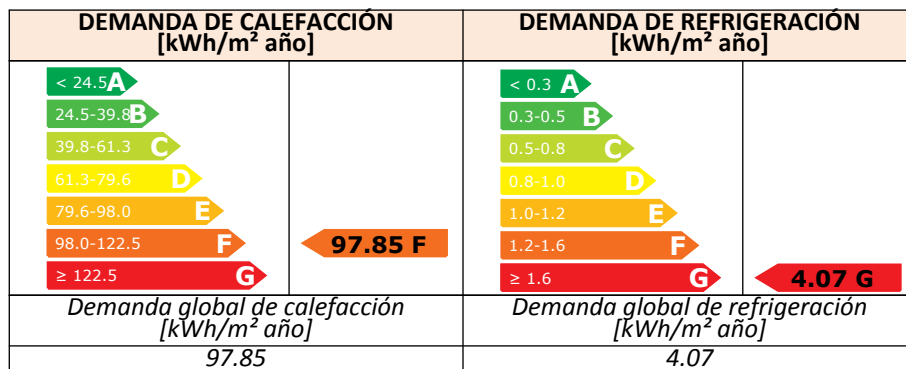 DEMANDA DE CALEFACCIÓN
[kWh/m² año]
DEMANDA DE REFRIGERACIÓN
[kWh/m² año]
< 24.5 A
24.5-39.8 B
39.8-61.3 C
61.3-79.6 D
79.6-98.0 E
98.0-122.5 F
≥ 122.5 G
97.85 F
< 0.3 A
0.3-0.5 B
0.5-0.8 C
0.8-1.0 D
1.0-1.2 E
1.2-1.6 F
≥ 1.6 G
4.07 G
Demanda global de calefacción
[kWh/m² año]
Demanda global de refrigeración
[kWh/m² año]
97.85
4.07